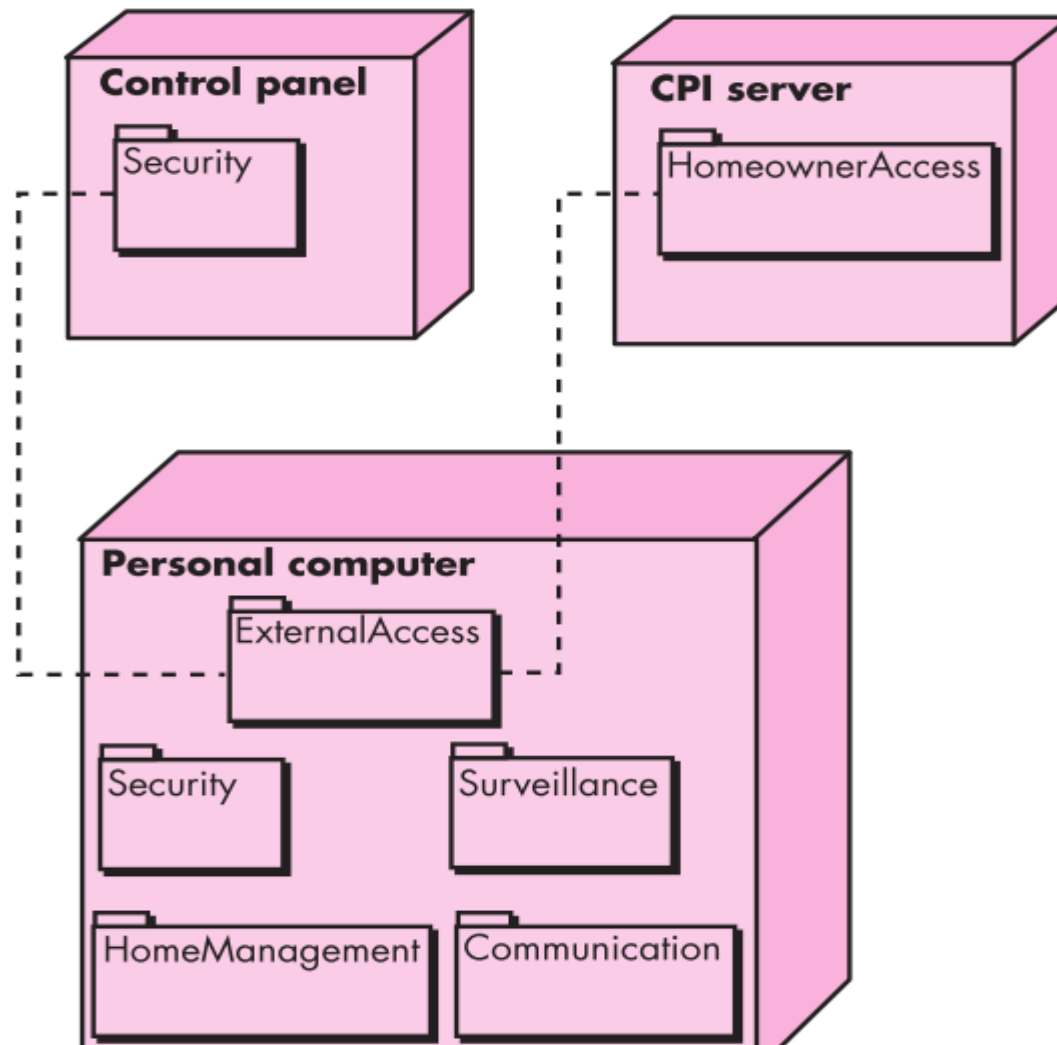 Control panel
Security
CPI server
HomeownerAccess
Personal computer
ExternalAccess
Security
Surveillance
HomeManagement
Communication